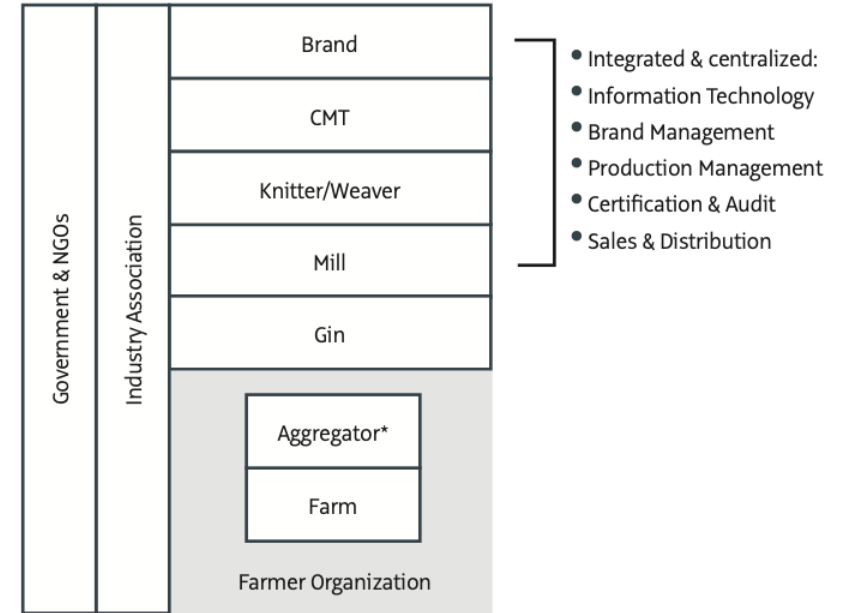 Government & NGOs
Industry Association
Brand
CMT
Knitter/Weaver
Mill
Gin
Aggregator*
Farm
Farmer Organization
• Integrated & centralized:
• Information Technology
• Brand Management
• Production Management
• Certification & Audit
• Sales & Distribution